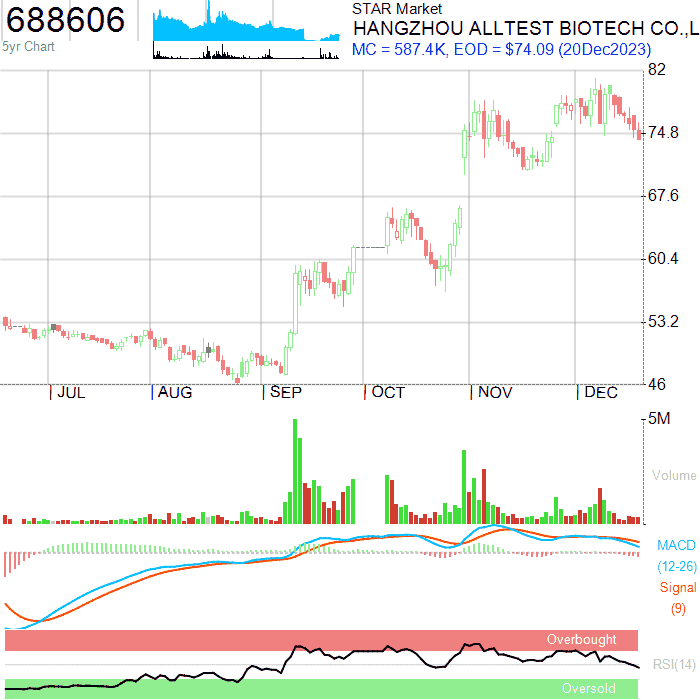 688606
5yr Chart
STAR Market
HANGZHOU ALLTEST BIOTECH CO.,L
MC = 587.4K, EOD = $74.09 (20Dec2023)
82
74.8
67.6
60.4
53.2
46
JUL AUG SEP OCT NOV DEC
5M
Volume
MACD
(12-26)
Signal
(9)
Overbought
RSI(14)
Oversold